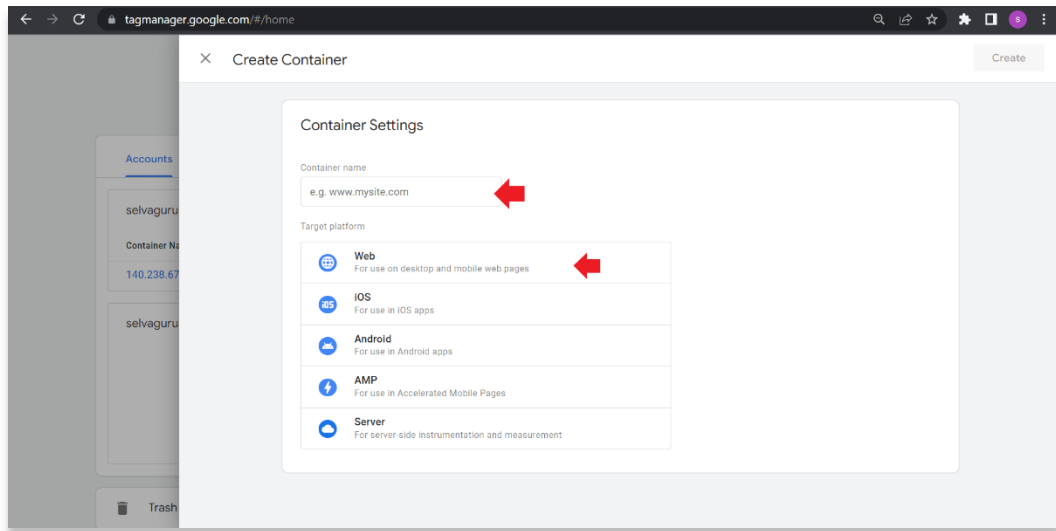 tagmanager.google.com/#/home
s
Create Container
Create
Container Settings
Accounts
Container name
e.g. www.mysite.com
selvaguru
Target platform
Container Na
Web
For use on desktop and mobile web pages
140.238.67
iOS
iOS
For use in iOS apps
selvaguru
Android
For use in Android apps
AMP
For use in Accelerated Mobile Pages
Server
For server-side instrumentation and measurement
Trash